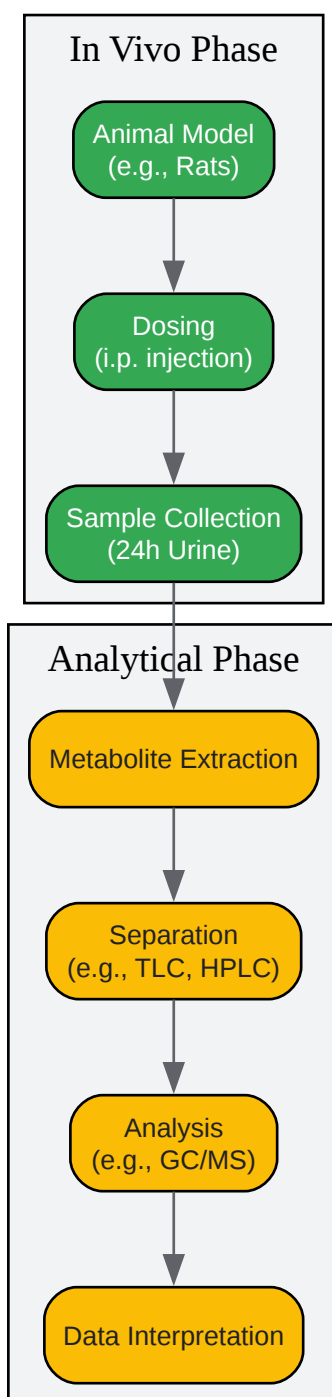 In Vivo Phase
Animal Model
(e.g., Rats)
Dosing
(i.p. injection)
Sample Collection
(24h Urine)
Analytical Phase
Metabolite Extraction
Separation
(e.g., TLC, HPLC)
Analysis
(e.g., GC/MS)
Data Interpretation